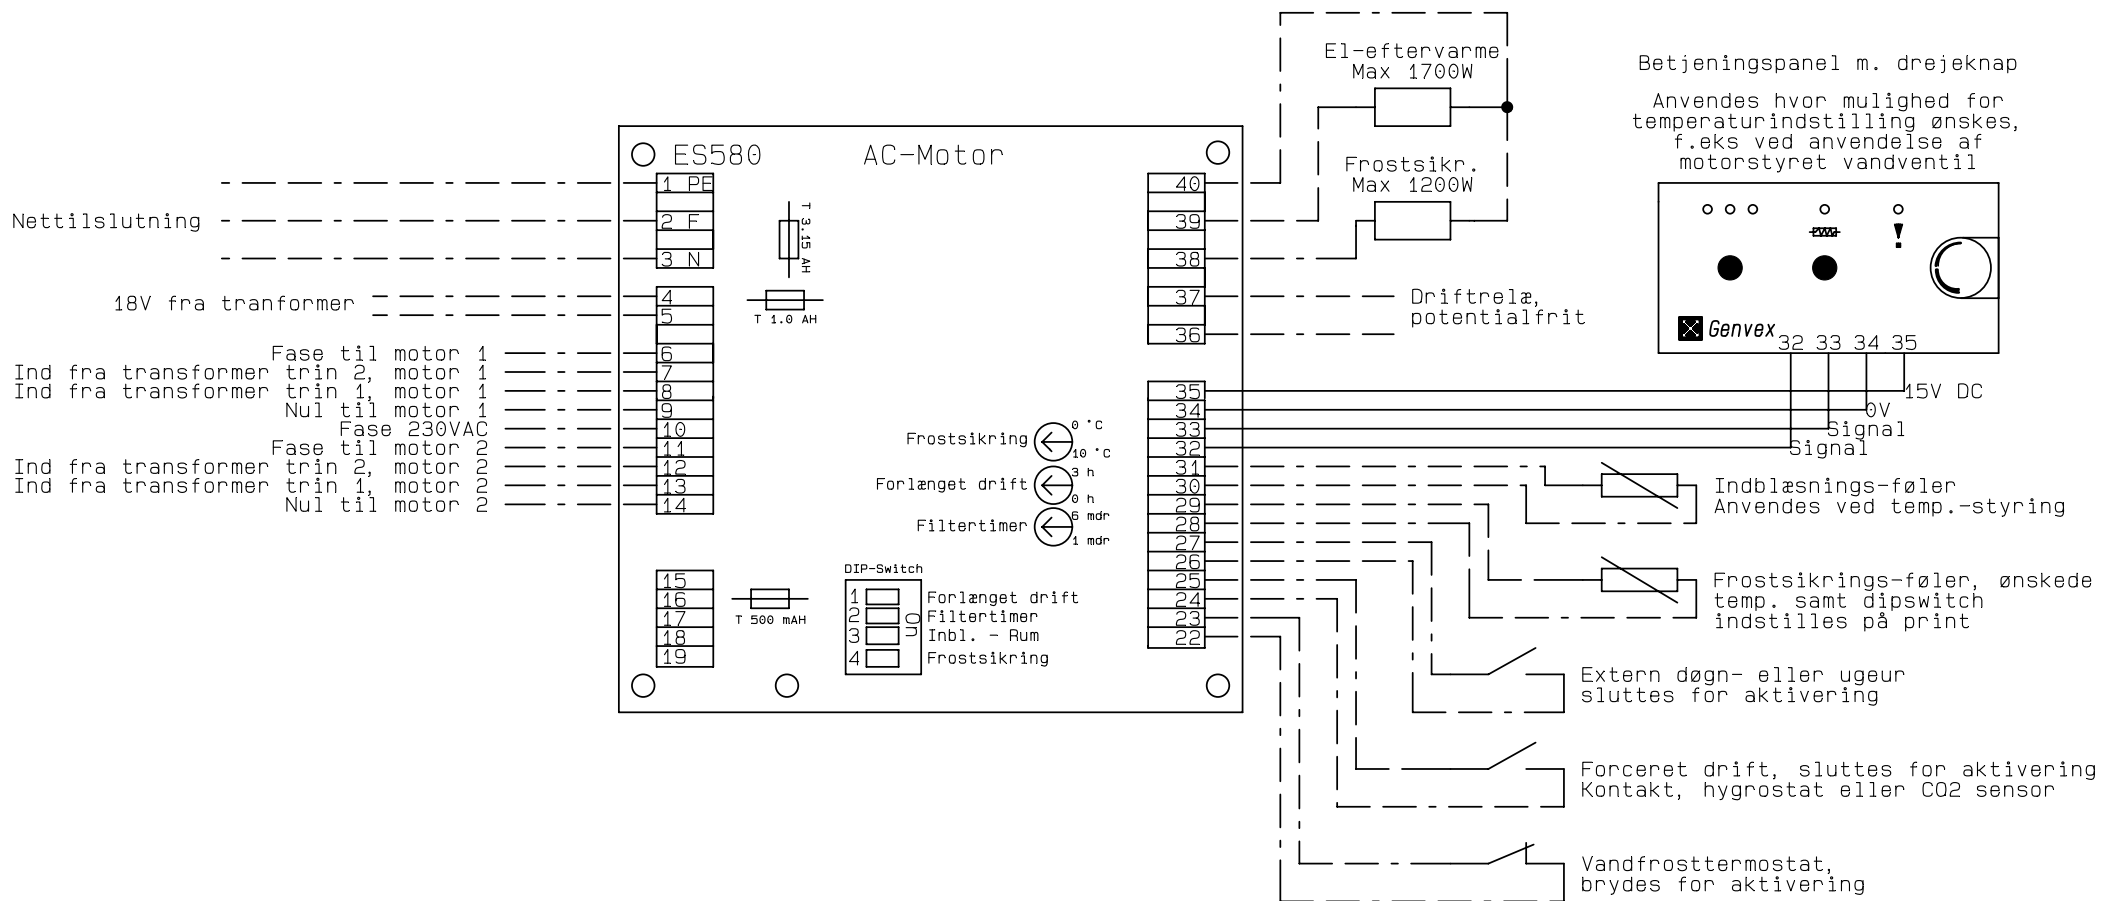 El-eftervarme
Max 1700W
Betjeningspanel m. drejeknap
Anvendes hvor mulighed for
temperaturindstilling ønskes,
f.eks ved anvendelse af
motorstyret vandventil
ES580
AC-Motor
Frostsikr.
Max 1200W
Nettilslutning
1 PE
2 F
3 N
T 3.15 AH
18V fra tranformer
4
5
T 1.0 AH
Fase til motor 1
6
Ind fra transformer trin 2, motor 1
7
Ind fra transformer trin 1, motor 1
8
Nul til motor 1
9
Fase 230VAC
10
Fase til motor 2
11
Ind fra transformer trin 2, motor 2
12
Ind fra transformer trin 1, motor 2
13
Nul til motor 2
14
15
16
17
18
19
T 500 mAH
Frostsikring
0 °C
10 °C
Forlænget drift
3 h
0 h
Filtertimer
6 mdr
1 mdr
DIP-Switch
1
Forlænget drift
2
Filtertimer
3
Inbl. - Rum
4
Frostsikring
On
40
39
38
37
36
Driftrelæ,
potentialfrit
35
34
33
32
31
30
29
28
27
26
25
24
23
22
!
Genvex
32 33 34 35
15V DC
0V
Signal
Signal
Indblæsnings-føler
Anvendes ved temp.-styring
Frostsikrings-føler, ønskede
temp. samt dipswitch
indstilles på print
Extern døgn- eller ugeur
sluttes for aktivering
Forceret drift, sluttes for aktivering
Kontakt, hygrostat eller CO2 sensor
Vandfrosttermostat,
brydes for aktivering